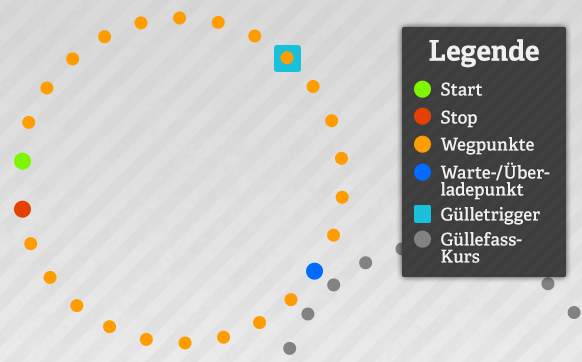 Legende
Start
Stop
Wegpunkte
Warte-/Über-
ladepunkt
Gülletrigger
Güllefass-
Kurs